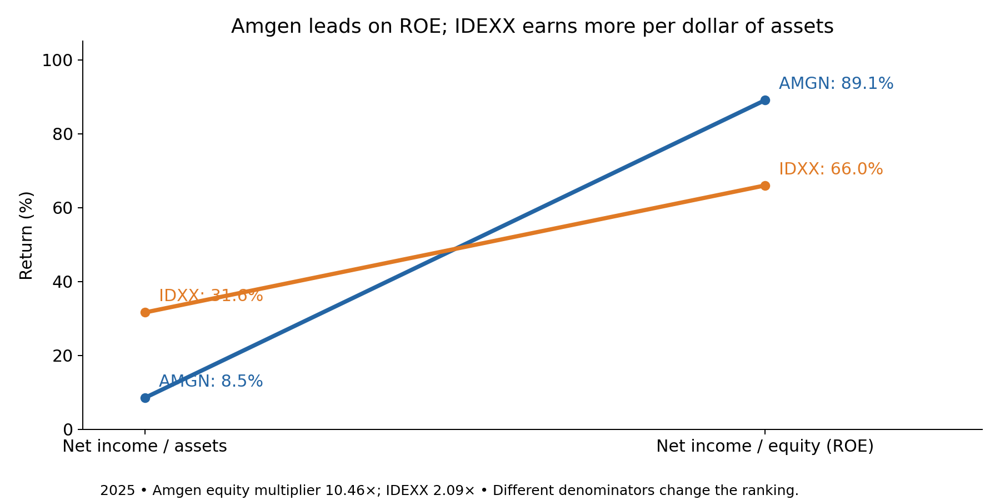 Amgen leads on ROE; IDEXX earns more per dollar of assets
Return (%)
100
80
60
40
20
0
AMGN: 89.1%
IDXX: 66.0%
IDXX: 31.6%
AMGN: 8.5%
Net income / assets
Net income / equity (ROE)
2025 • Amgen equity multiplier 10.46×; IDEXX 2.09× • Different denominators change the ranking.